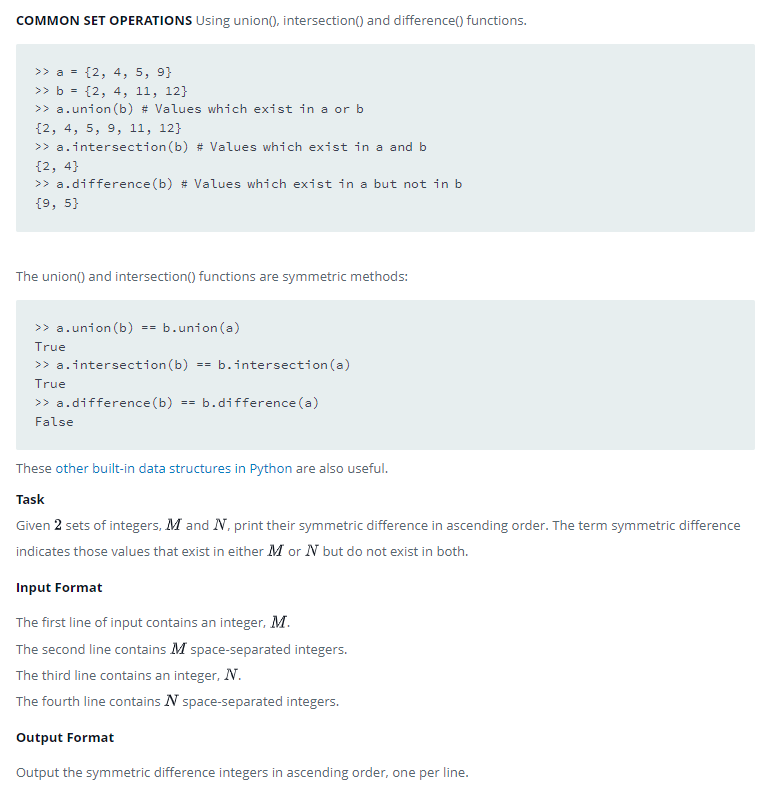 COMMON SET OPERATIONS Using union(), intersection() and difference() functions.
>> a = {2, 4, 5, 9}
>> b = {2, 4, 11, 12}
>> a.union(b) # Values which exist in a or b
{2, 4, 5, 9, 11, 12}
>> a.intersection(b) # Values which exist in a and b
{2, 4}
>> a.difference(b) # Values which exist in a but not in b
{9, 5}
The union() and intersection() functions are symmetric methods:
>> a.union(b) == b.union(a)
True
>> a.intersection(b) == b.intersection(a)
True
>> a.difference(b) == b.difference(a)
False
These other built-in data structures in Python are also useful.
Task
Given 2 sets of integers, M and N, print their symmetric difference in ascending order. The term symmetric difference
indicates those values that exist in either M or N but do not exist in both.
Input Format
The first line of input contains an integer, M.
The second line contains M space-separated integers.
The third line contains an integer, N.
The fourth line contains N space-separated integers.
Output Format
Output the symmetric difference integers in ascending order, one per line.